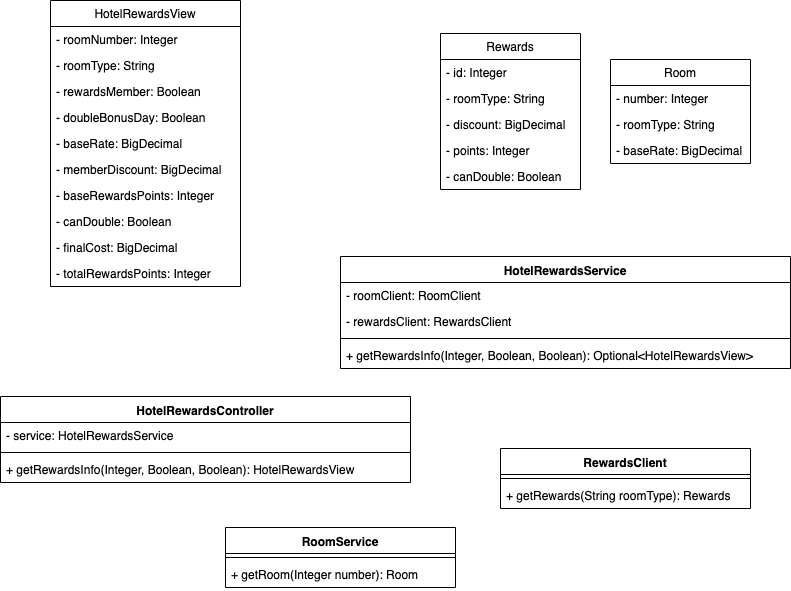 HotelRewardsView
- roomNumber: Integer
- roomType: String
- rewardsMember: Boolean
- doubleBonusDay: Boolean
- baseRate: BigDecimal
- memberDiscount: BigDecimal
- baseRewardsPoints: Integer
- canDouble: Boolean
- finalCost: BigDecimal
- totalRewardsPoints: Integer
Rewards
- id: Integer
- roomType: String
- discount: BigDecimal
- points: Integer
- canDouble: Boolean
Room
- number: Integer
- roomType: String
- baseRate: BigDecimal
HotelRewardsService
- roomClient: RoomClient
- rewardsClient: RewardsClient
+ getRewardsInfo(Integer, Boolean, Boolean): Optional<HotelRewardsView>
HotelRewardsController
- service: HotelRewardsService
+ getRewardsInfo(Integer, Boolean, Boolean): HotelRewardsView
RewardsClient
+ getRewards(String roomType): Rewards
RoomService
+ getRoom(Integer number): Room